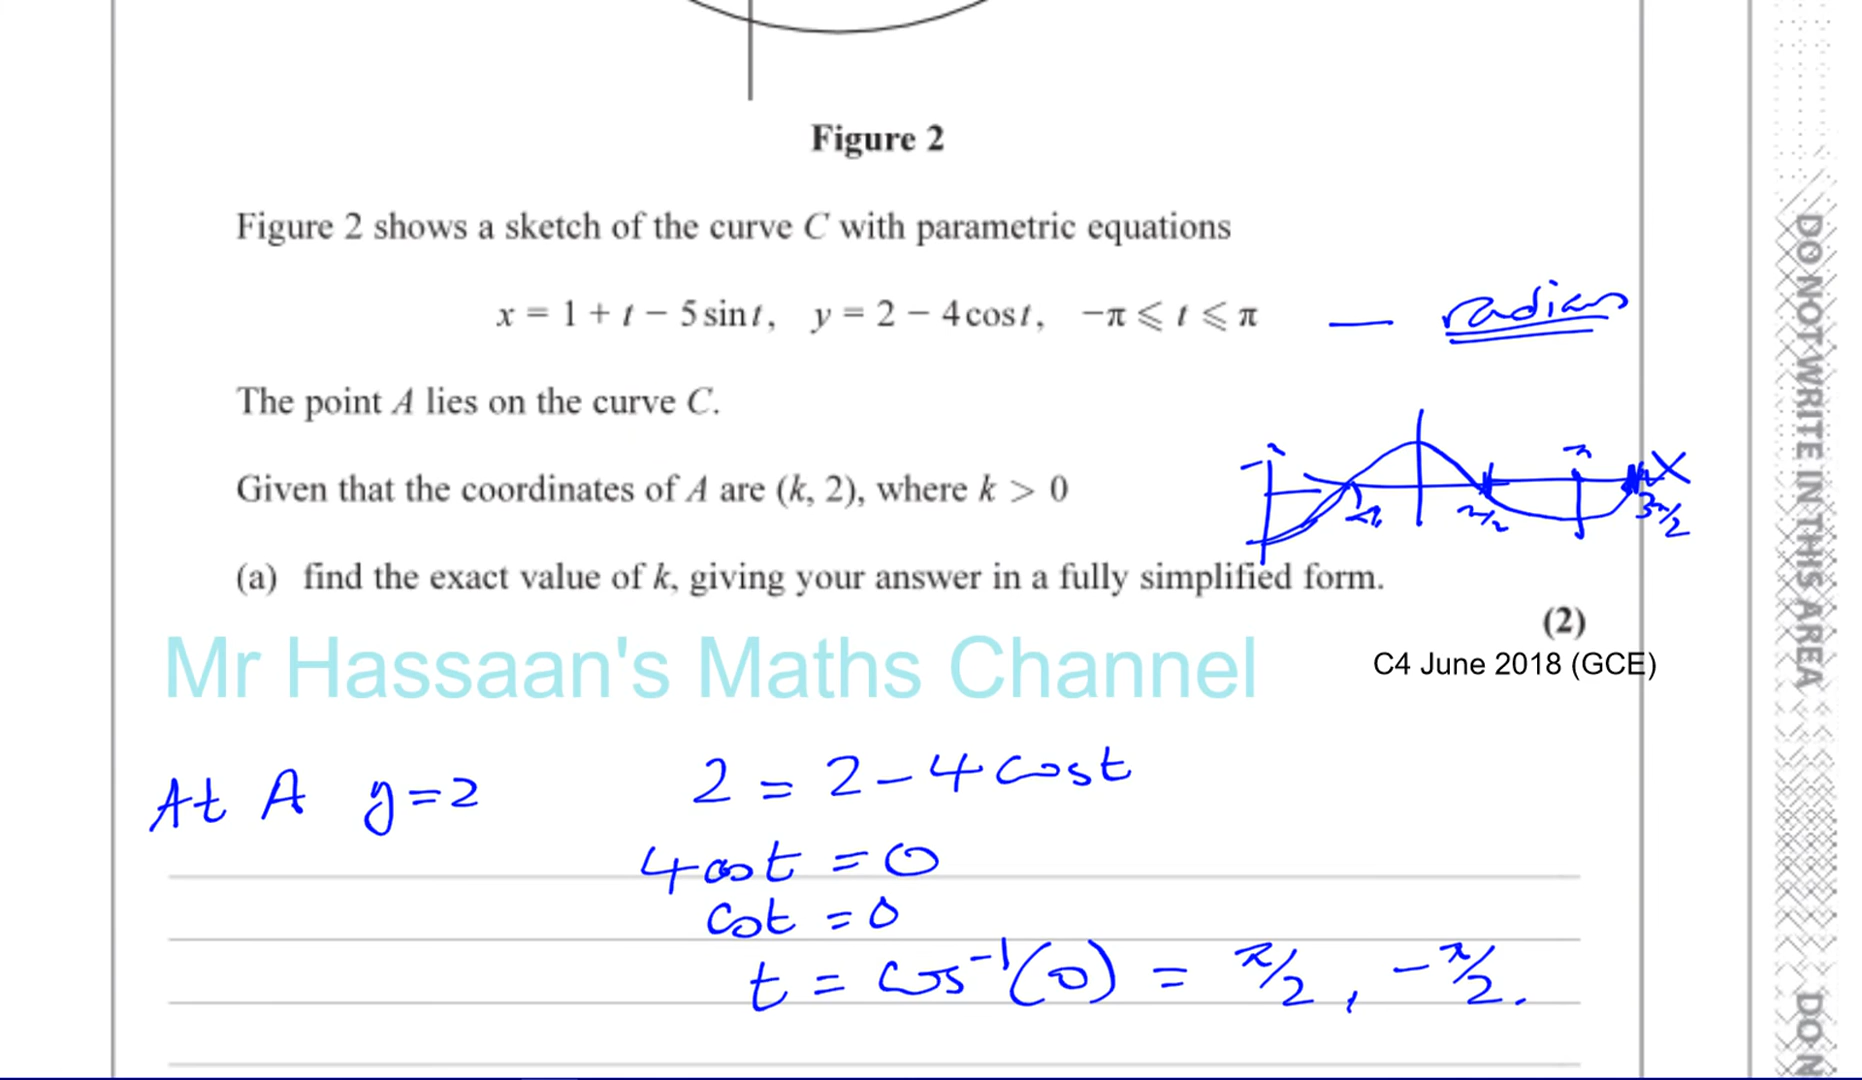 Figure 2
Figure 2 shows a sketch of the curve C with parametric equations
x = 1 + t − 5 sin t, y = 2 − 4 cos t, −π ⩽ t ⩽ π
— radians
The point A lies on the curve C.
Given that the coordinates of A are (k, 2), where k > 0
-π
π
π/2
3π/2
(a) find the exact value of k, giving your answer in a fully simplified form.
(2)
Mr Hassaan's Maths Channel
C4 June 2018 (GCE)
At A y=2
2 = 2 - 4 cost
4 cost = 0
cost = 0
t = cos⁻¹(0) = π/2, -π/2.
DO NOT WRITE IN THIS AREA
DO N